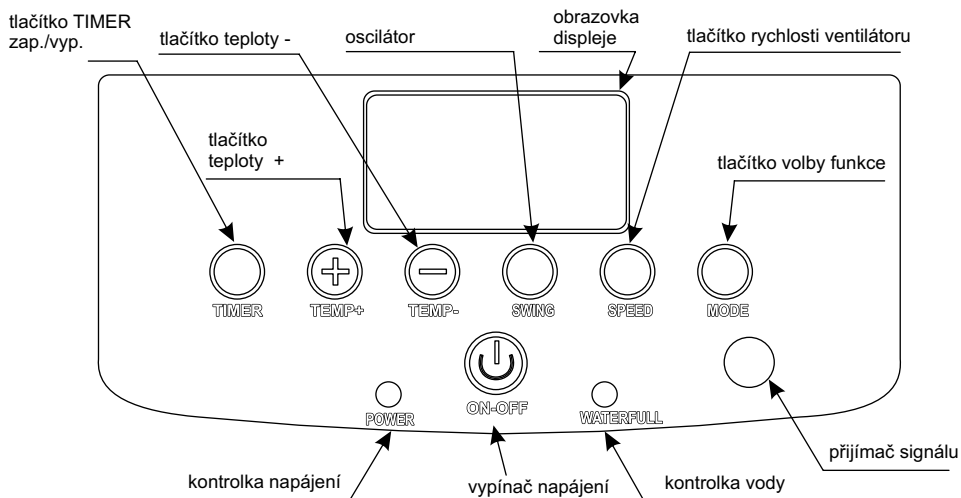 tlačítko TIMER
zap./vyp.
tlačítko teploty -
oscilátor
obrazovka
displeje
tlačítko rychlosti ventilátoru
tlačítko
teploty +
tlačítko volby funkce
TIMER
TEMP+
TEMP-
SWING
SPEED
MODE
POWER
ON-OFF
WATERFULL
přijímač signálu
kontrolka napájení
vypínač napájení
kontrolka vody